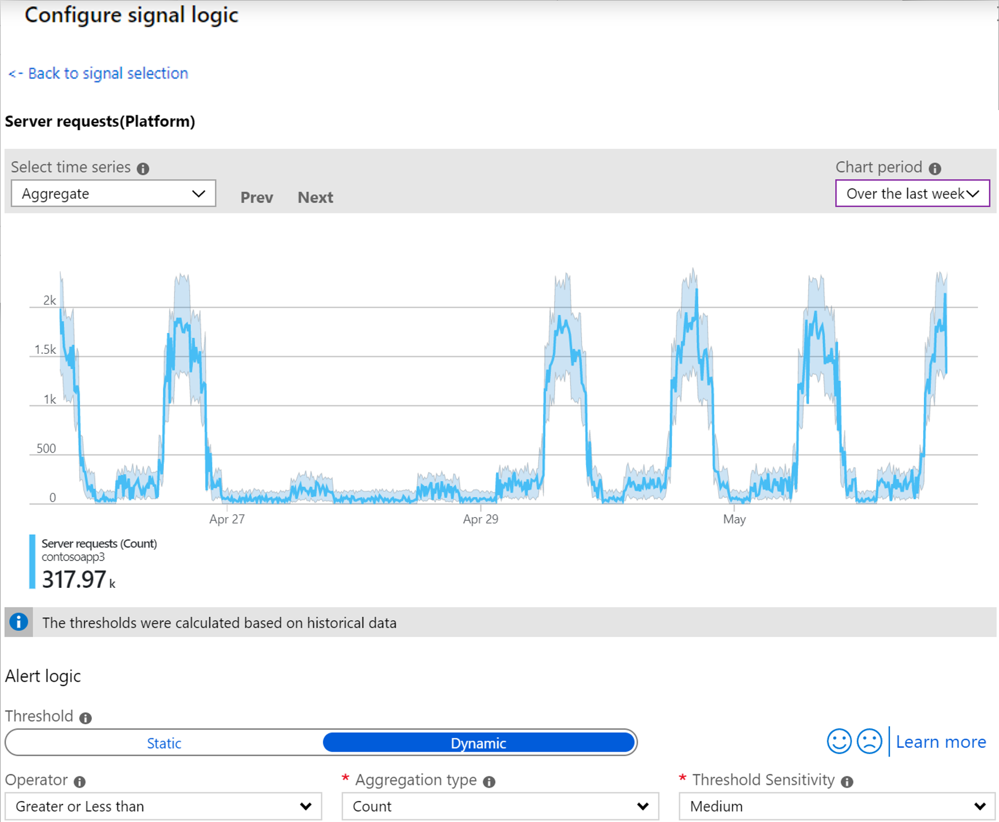 Configure signal logic
<- Back to signal selection
Server requests(Platform)
Select time series
Chart period
Aggregate
Prev
Next
Over the last week
2k
1.5k
1k
500
0
Apr 27
Apr 29
May
Server requests (Count)
contosoapp3
317.97 k
The thresholds were calculated based on historical data
Alert logic
Threshold
Static
Dynamic
Learn more
Operator
* Aggregation type
* Threshold Sensitivity
Greater or Less than
Count
Medium